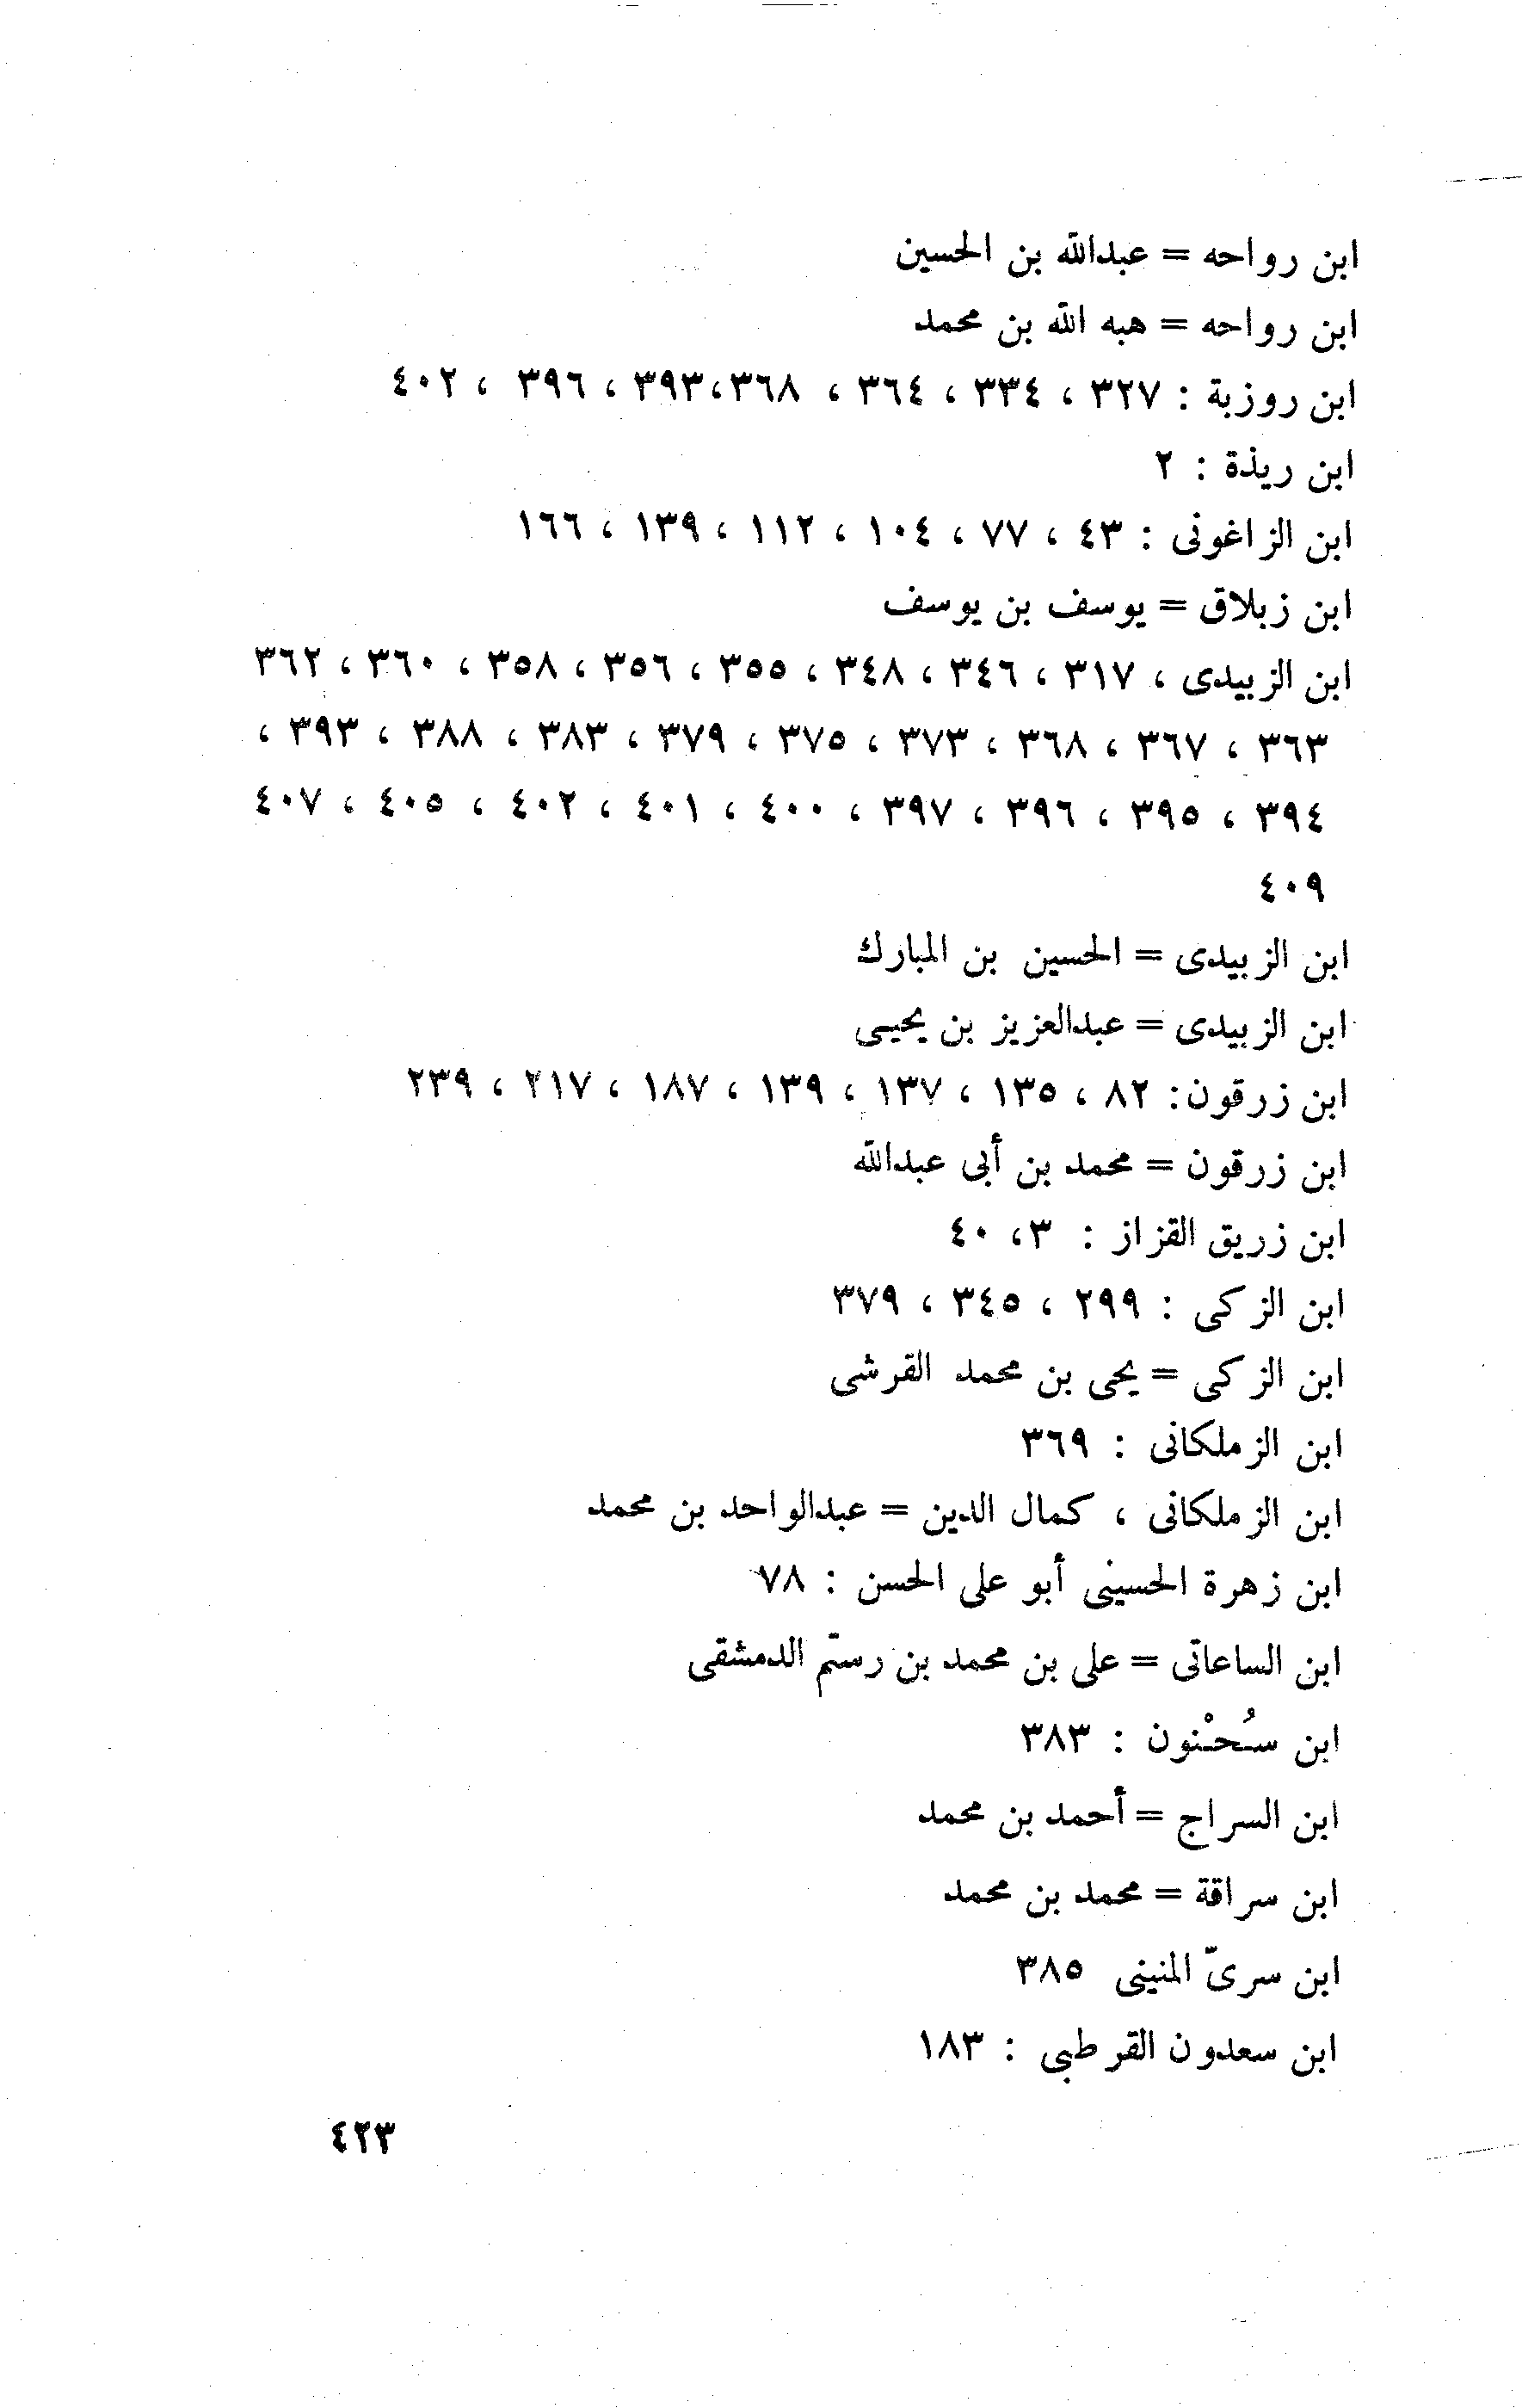 ابن رواحه = عبدالله بن الحسين
ابن رواحه = هبه الله بن محمد
ابن روزبة : ٣٢٧ ، ٣٣٤ ، ٣٦٤ ، ٣٦٨،٣٩٣ ، ٣٩٦ ، ٤٠٢
ابن ريذة : ٢
ابن الزاغونى : ٤٣ ، ٧٧ ، ١٠٤ ، ١١٢ ، ١٣٩ ، ١٦٦
ابن زبلاق = يوسف بن يوسف
ابن الزبيدى ، ٣١٧ ، ٣٤٦ ، ٣٤٨ ، ٣٥٥ ، ٣٥٦ ، ٣٥٨ ، ٣٦٠ ، ٣٦٢
٣٦٣ ، ٣٦٧ ، ٣٦٨ ، ٣٧٣ ، ٣٧٥ ، ٣٧٩ ، ٣٨٣ ، ٣٨٨ ، ٣٩٣ ،
٣٩٤ ، ٣٩٥ ، ٣٩٦ ، ٣٩٧ ، ٤٠٠ ، ٤٠١ ، ٤٠٢ ، ٤٠٥ ، ٤٠٧
٤٠٩
ابن الزبيدى = الحسين بن المبارك
ابن الزبيدى = عبدالعزيز بن يحيى
ابن زرقون: ٨٢ ، ١٣٥ ، ١٣٧ ، ١٣٩ ، ١٨٧ ، ٢١٧ ، ٢٣٩
ابن زرقون = محمد بن أبى عبدالله
ابن زريق القزاز : ٣، ٤٠
ابن الزكى : ٢٩٩ ، ٣٤٥ ، ٣٧٩
ابن الزكى = يحى بن محمد القرشى
ابن الزملكانى : ٣٦٩
ابن الزملكانى ، كمال الدين = عبدالواحد بن محمد
ابن زهرة الحسينى أبو على الحسن : ٧٨
ابن الساعاتى = على بن محمد بن رستم الدمشقى
ابن سُحْنون : ٣٨٣
ابن السراج = أحمد بن محمد
ابن سراقة = محمد بن محمد
ابن سرىّ المنينى ٣٨٥
ابن سعدون القرطبى : ١٨٣
٤٢٣